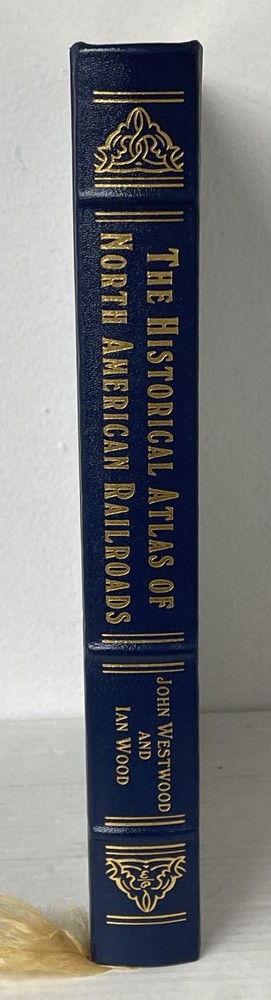 THE HISTORICAL ATLAS OF
NORTH AMERICAN RAILROADS
JOHN WESTWOOD
AND
IAN WOOD